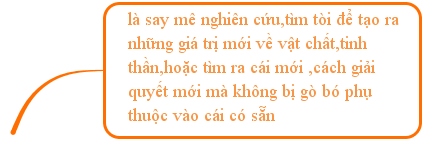 là say mê nghiên cứu,tìm tòi để tạo ra
những giá trị mới về vật chất,tinh
thần,hoặc tìm ra cái mới ,cách giải
quyết mới mà không bị gò bó phụ
thuộc vào cái có sẵn